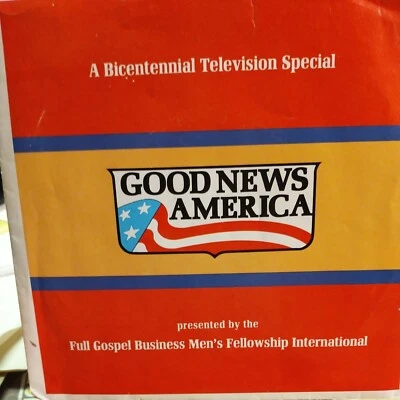 A Bicentennial Television Special
GOOD NEWS
AMERICA
presented by the
Full Gospel Business Men's Fellowship International